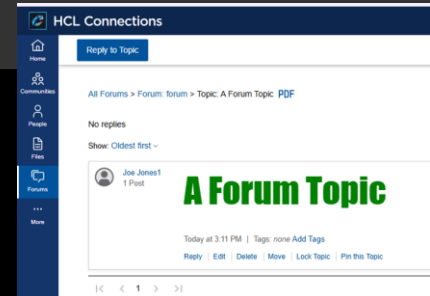 HCL Connections
Home
Reply to Topic
Communities
All Forums > Forum: forum > Topic: A Forum Topic PDF
People
No replies
Show: Oldest first
Files
Joe Jones1
1 Post
A Forum Topic
Forums
More
Today at 3:11 PM | Tags: none Add Tags
Reply | Edit | Delete | Move | Lock Topic | Pin this Topic
|< < 1 > >|